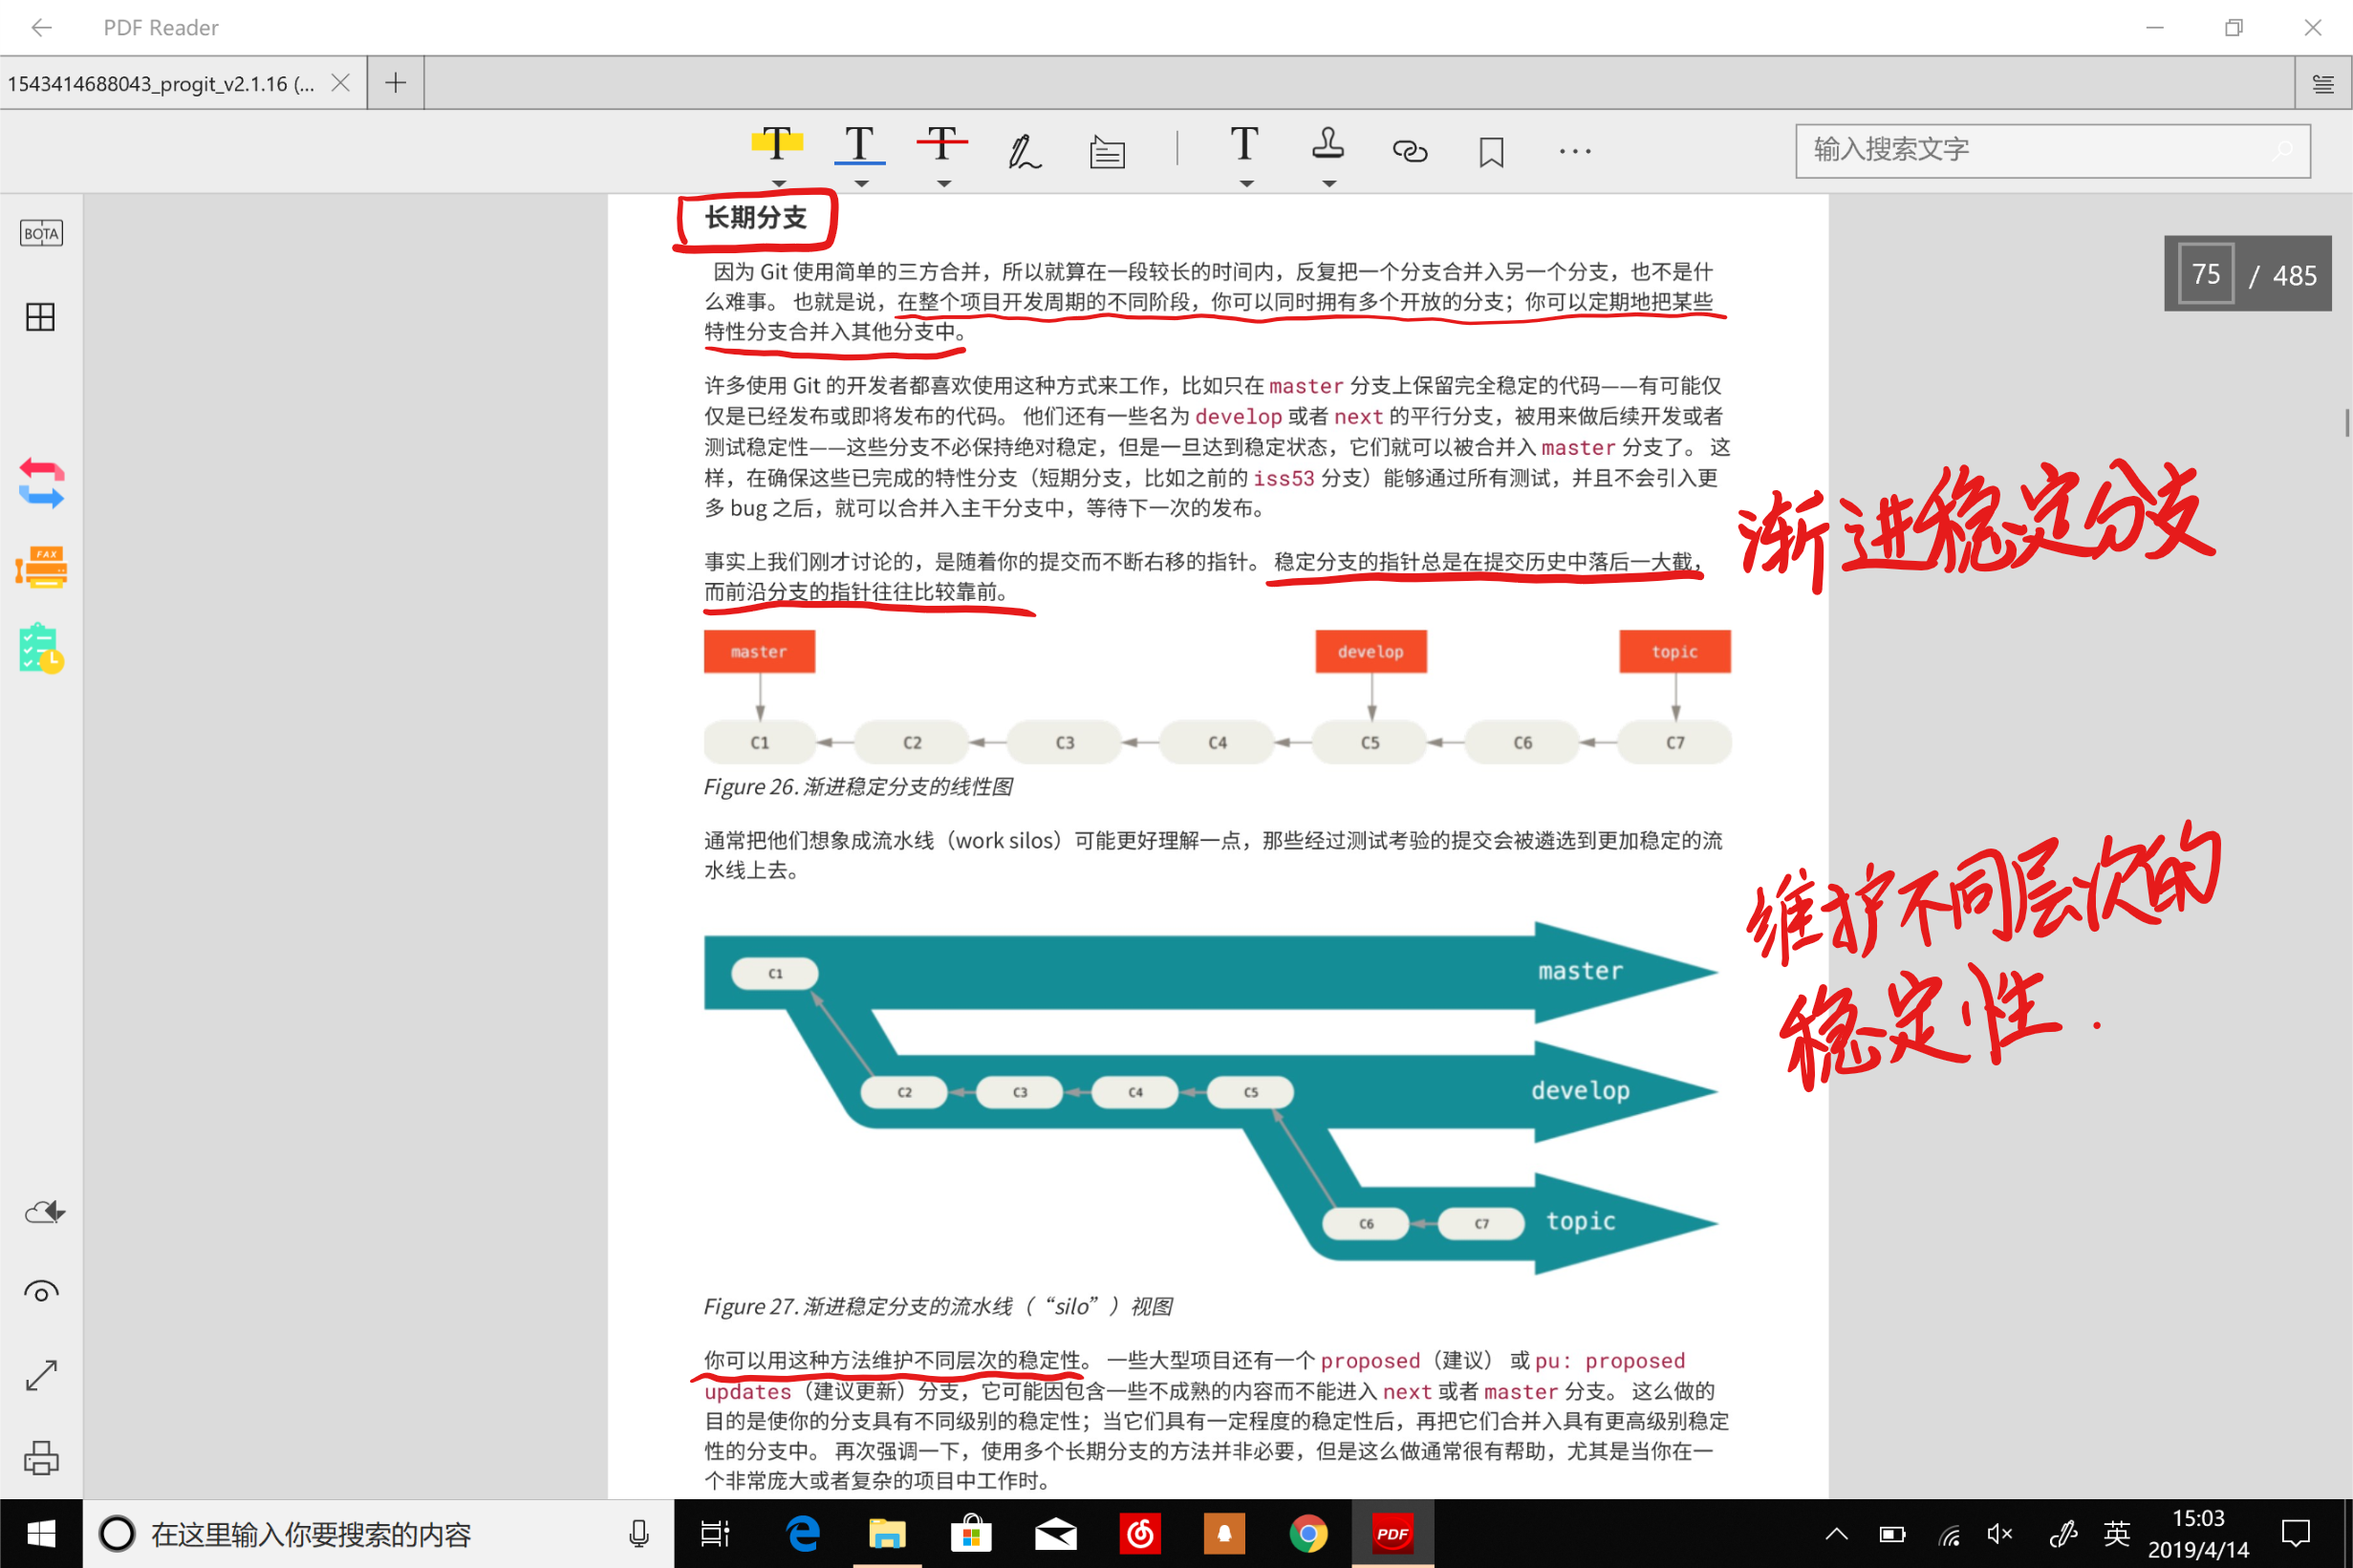 PDF Reader
1543414688043_progit_v2.1.16 (...
输入搜索文字
BOTA
FAX
75 / 485
长期分支
因为 Git 使用简单的三方合并，所以就算在一段较长的时间内，反复把一个分支合并入另一个分支，也不是什
么难事。 也就是说，在整个项目开发周期的不同阶段，你可以同时拥有多个开放的分支；你可以定期地把某些
特性分支合并入其他分支中。
许多使用 Git 的开发者都喜欢使用这种方式来工作，比如只在 master 分支上保留完全稳定的代码——有可能仅
仅是已经发布或即将发布的代码。 他们还有一些名为 develop 或者 next 的平行分支，被用来做后续开发或者
测试稳定性——这些分支不必保持绝对稳定，但是一旦达到稳定状态，它们就可以被合并入 master 分支了。 这
样，在确保这些已完成的特性分支（短期分支，比如之前的 iss53 分支）能够通过所有测试，并且不会引入更
多 bug 之后，就可以合并入主干分支中，等待下一次的发布。
渐进稳定分支
事实上我们刚才讨论的，是随着你的提交而不断右移的指针。 稳定分支的指针总是在提交历史中落后一大截，
而前沿分支的指针往往比较靠前。
master develop topic
C1 C2 C3 C4 C5 C6 C7
Figure 26. 渐进稳定分支的线性图
通常把他们想象成流水线（work silos）可能更好理解一点，那些经过测试考验的提交会被遴选到更加稳定的流
水线上去。
维护不同层次的
稳定性.
C1 master
C2 C3 C4 C5 develop
C6 C7 topic
Figure 27. 渐进稳定分支的流水线（“silo”）视图
你可以用这种方法维护不同层次的稳定性。 一些大型项目还有一个 proposed（建议） 或 pu: proposed
updates（建议更新）分支，它可能因包含一些不成熟的内容而不能进入 next 或者 master 分支。 这么做的
目的是使你的分支具有不同级别的稳定性；当它们具有一定程度的稳定性后，再把它们合并入具有更高级别稳定
性的分支中。 再次强调一下，使用多个长期分支的方法并非必要，但是这么做通常很有帮助，尤其是当你在一
个非常庞大或者复杂的项目中工作时。
在这里输入你要搜索的内容
PDF
英
15:03
2019/4/14